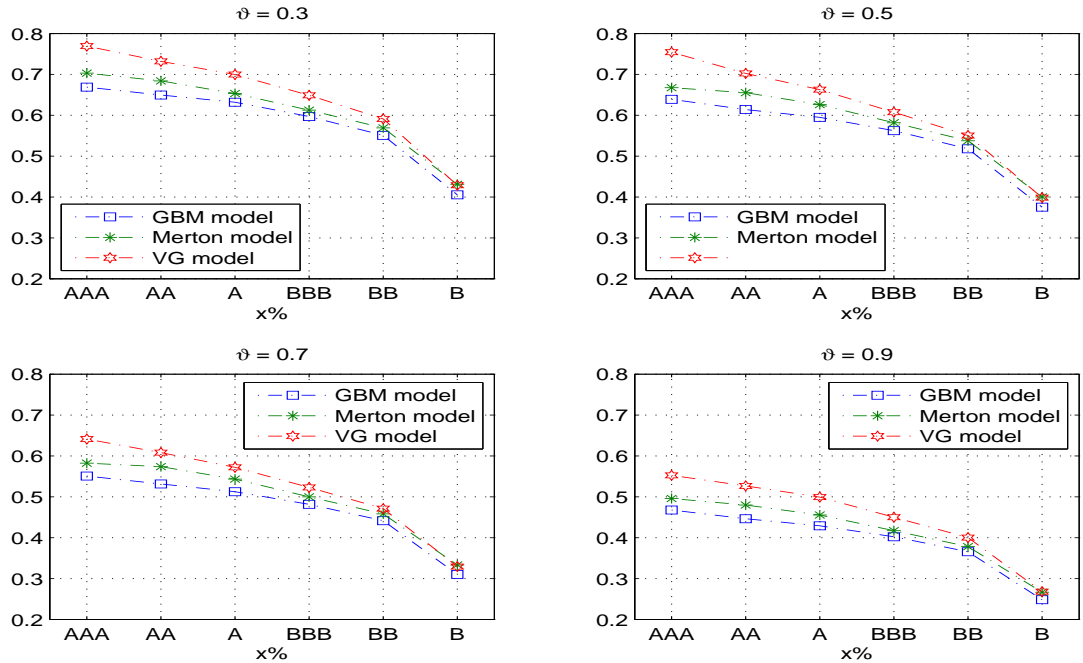 ϑ = 0.3
0.8
0.7
0.6
0.5
0.4
0.3
0.2
GBM model
Merton model
VG model
AAA AA A BBB BB B
x%
ϑ = 0.5
0.8
0.7
0.6
0.5
0.4
0.3
0.2
GBM model
Merton model
AAA AA A BBB BB B
x%
ϑ = 0.7
0.8
0.7
0.6
0.5
0.4
0.3
0.2
GBM model
Merton model
VG model
AAA AA A BBB BB B
x%
ϑ = 0.9
0.8
0.7
0.6
0.5
0.4
0.3
0.2
GBM model
Merton model
VG model
AAA AA A BBB BB B
x%